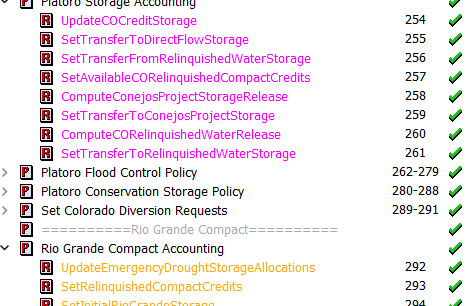 Platoro Storage Accounting
R UpdateCOCreditStorage 254
R SetTransferToDirectFlowStorage 255
R SetTransferFromRelinquishedWaterStorage 256
R SetAvailableCORelinquishedCompactCredits 257
R ComputeConejosProjectStorageRelease 258
R SetTransferToConejosProjectStorage 259
R ComputeCORelinquishedWaterRelease 260
R SetTransferToRelinquishedWaterStorage 261
P Platoro Flood Control Policy 262-279
P Platoro Conservation Storage Policy 280-288
P Set Colorado Diversion Requests 289-291
P ==========Rio Grande Compact==========
P Rio Grande Compact Accounting
R UpdateEmergencyDroughtStorageAllocations 292
R SetRelinquishedCompactCredits 293
R SetInitialRioGrandeStorage 294